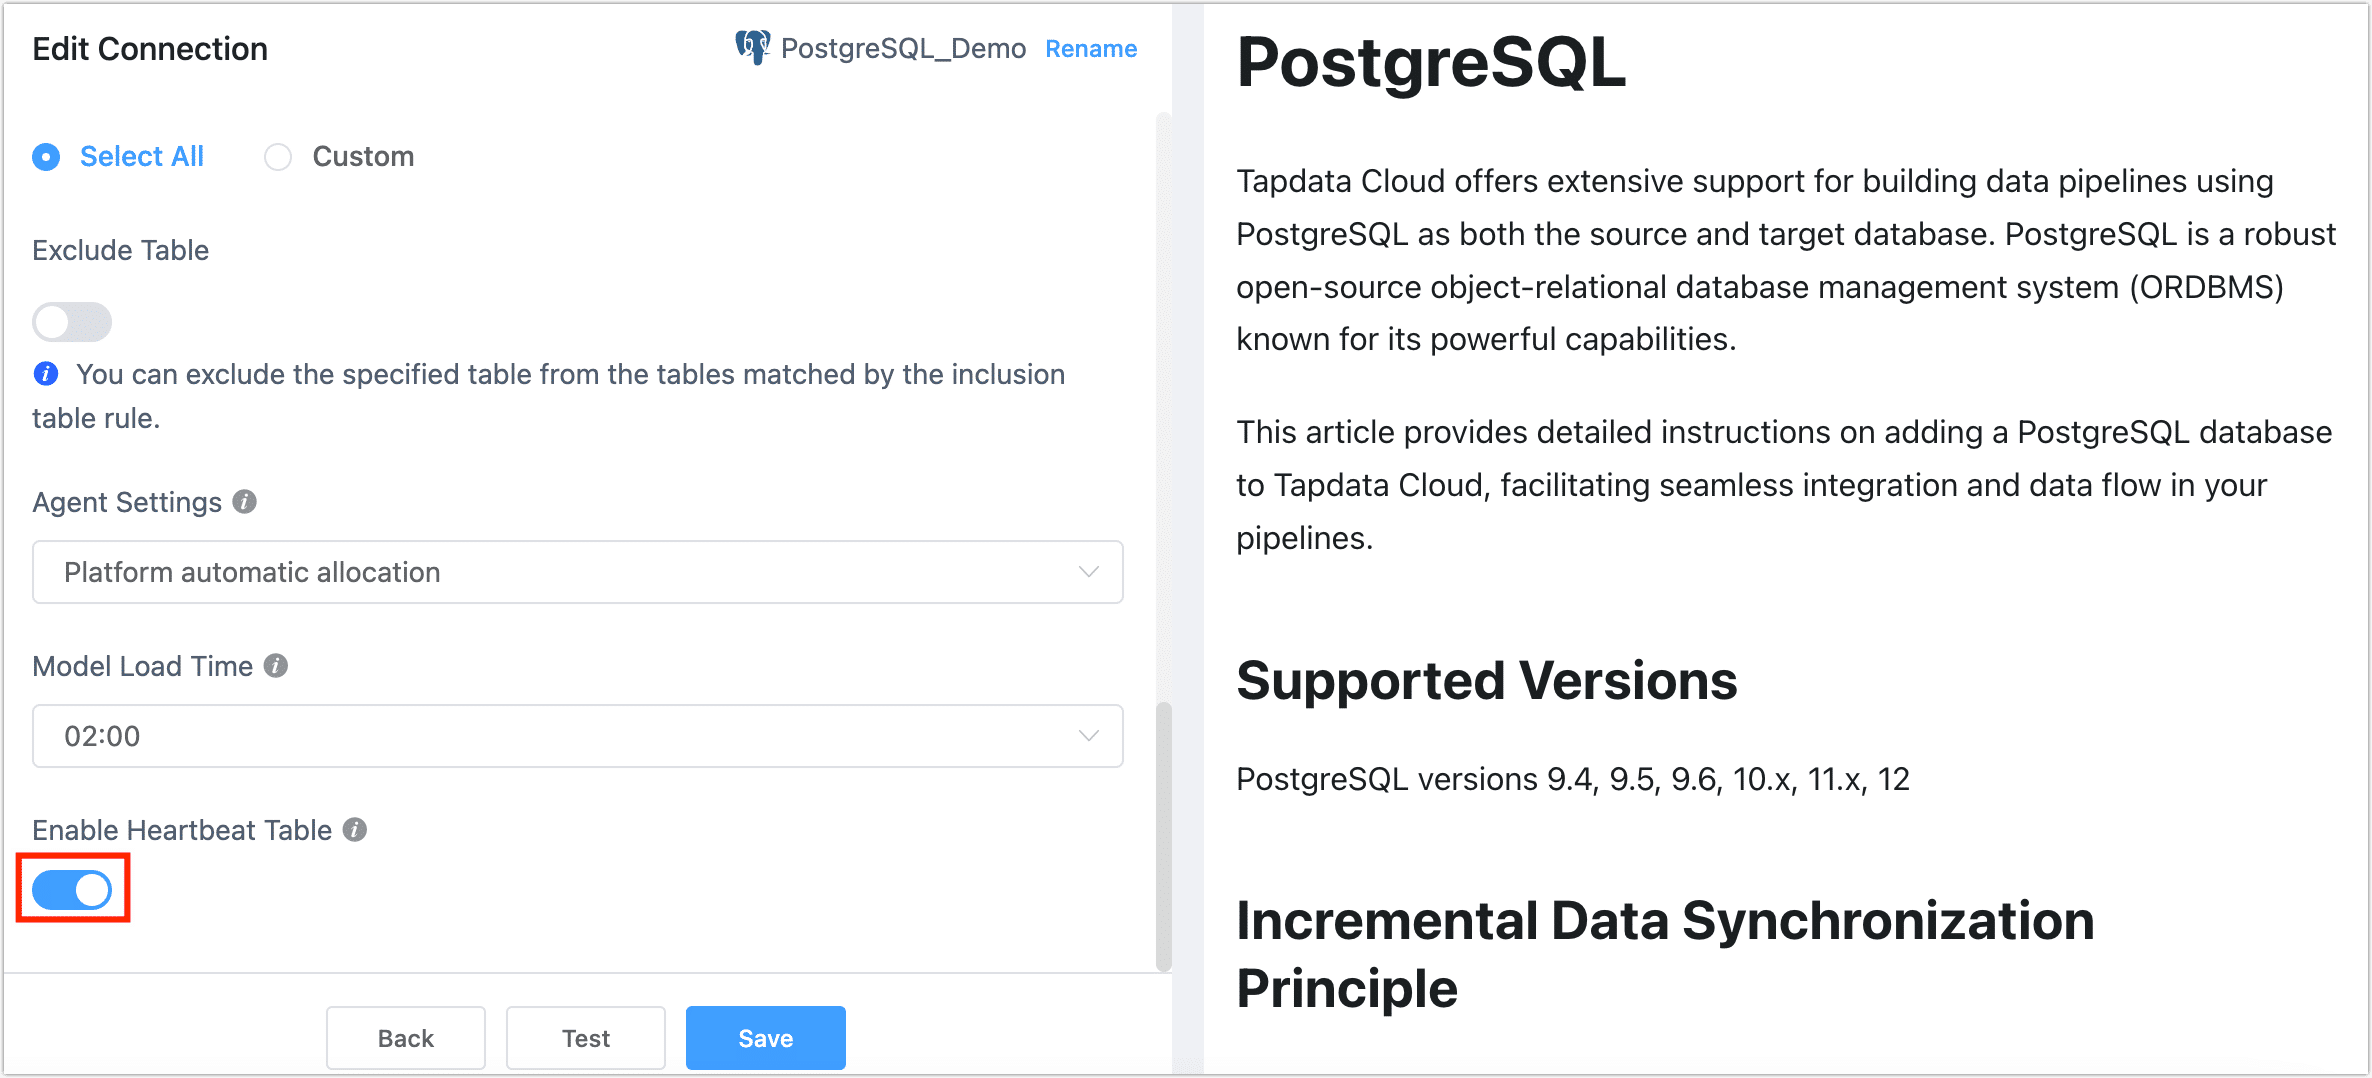 Edit Connection
PostgreSQL_Demo Rename
Select All Custom
Exclude Table
You can exclude the specified table from the tables matched by the inclusion
table rule.
Agent Settings
Platform automatic allocation
Model Load Time
02:00
Enable Heartbeat Table
Back Test Save
PostgreSQL
Tapdata Cloud offers extensive support for building data pipelines using
PostgreSQL as both the source and target database. PostgreSQL is a robust
open-source object-relational database management system (ORDBMS)
known for its powerful capabilities.
This article provides detailed instructions on adding a PostgreSQL database
to Tapdata Cloud, facilitating seamless integration and data flow in your
pipelines.
Supported Versions
PostgreSQL versions 9.4, 9.5, 9.6, 10.x, 11.x, 12
Incremental Data Synchronization
Principle